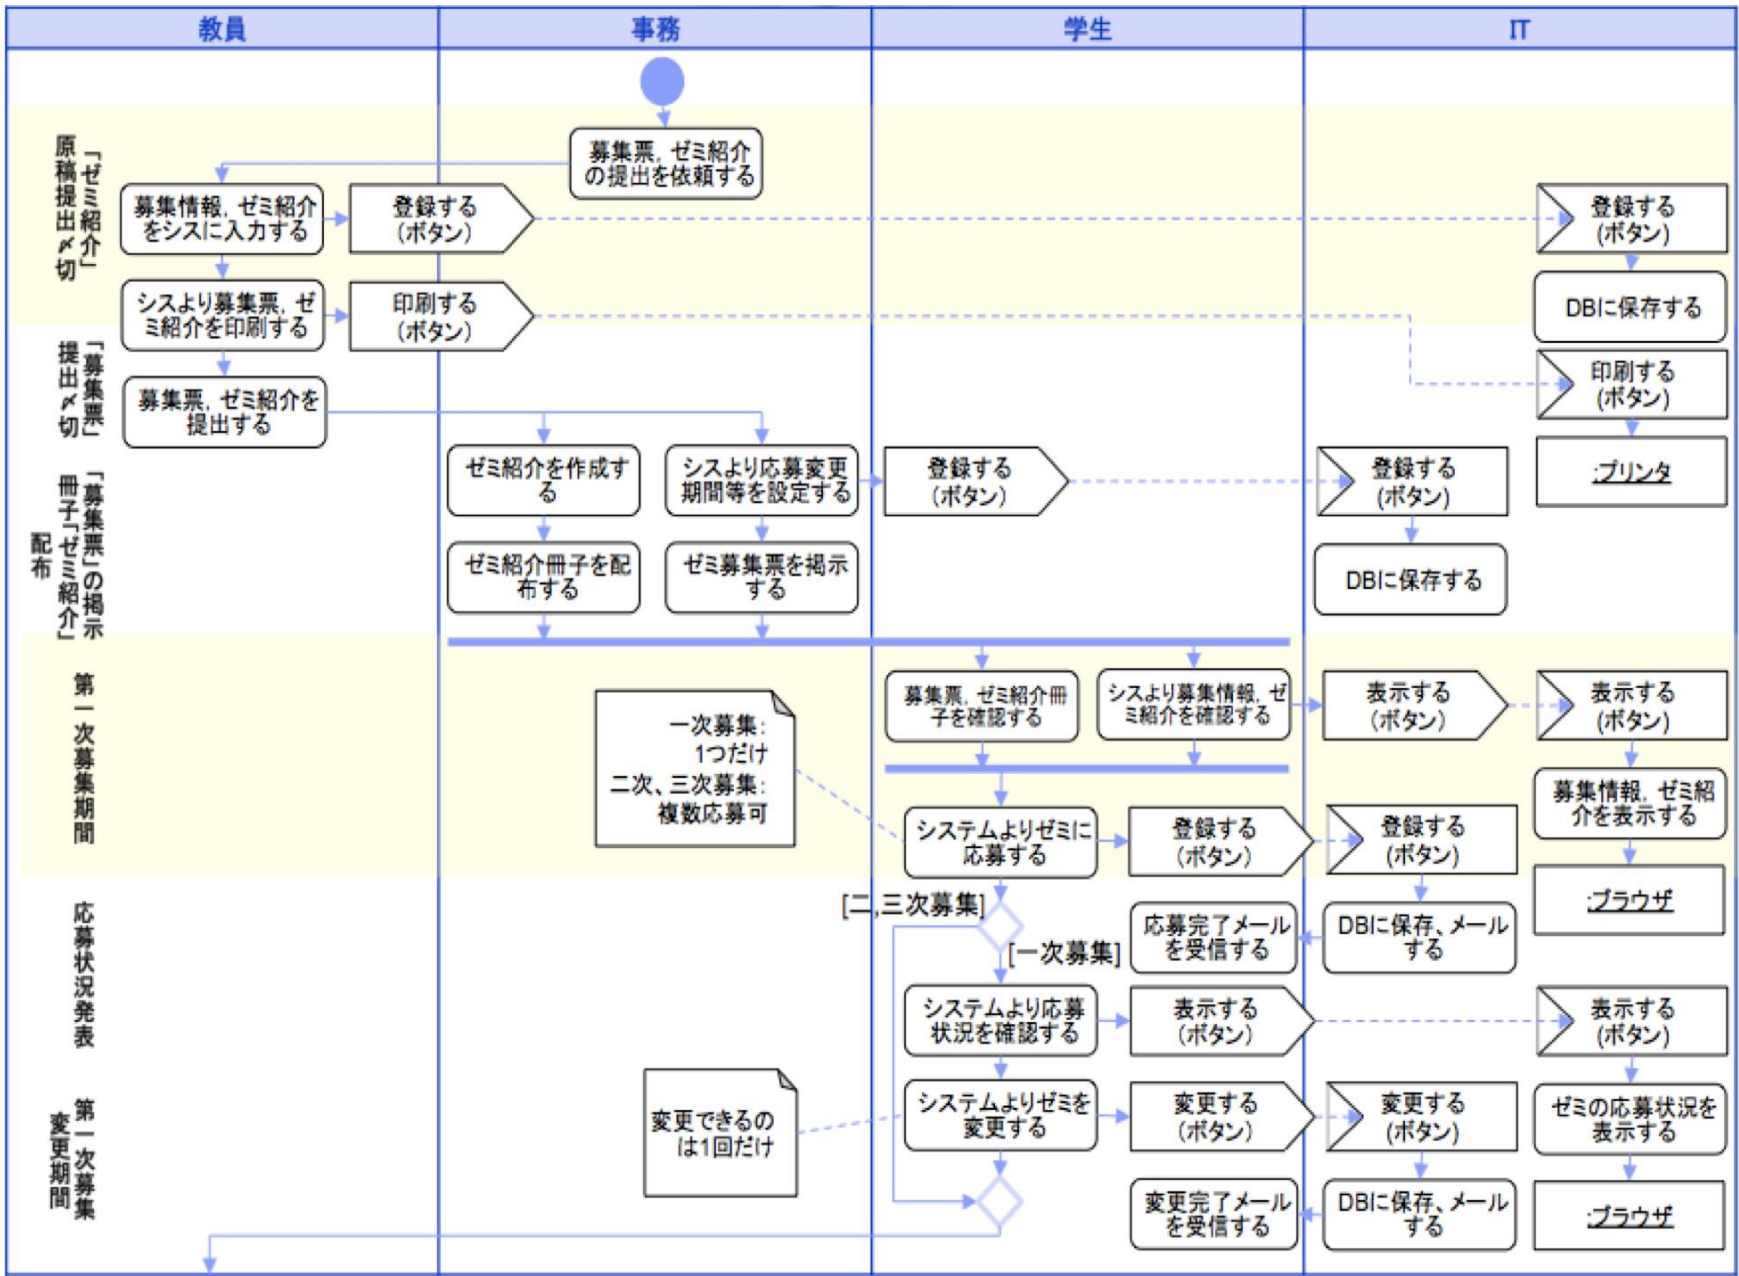 教員
事務
学生
IT
「ゼミ紹介」
原稿提出〆切
募集票, ゼミ紹介
の提出を依頼する
募集情報, ゼミ紹介
をシスに入力する
登録する
(ボタン)
登録する
(ボタン)
シスより募集票, ゼ
ミ紹介を印刷する
印刷する
(ボタン)
DBに保存する
「募集票」
提出〆切
募集票, ゼミ紹介を
提出する
印刷する
(ボタン)
:プリンタ
「募集票」の掲示
冊子「ゼミ紹介」
配布
ゼミ紹介を作成す
る
シスより応募変更
期間等を設定する
登録する
(ボタン)
登録する
(ボタン)
ゼミ紹介冊子を配
布する
ゼミ募集票を掲示
する
DBに保存する
第一次募集期間
一次募集:
1つだけ
二次、三次募集:
複数応募可
募集票, ゼミ紹介冊
子を確認する
シスより募集情報, ゼ
ミ紹介を確認する
表示する
(ボタン)
表示する
(ボタン)
募集情報, ゼミ紹
介を表示する
システムよりゼミに
応募する
登録する
(ボタン)
登録する
(ボタン)
:ブラウザ
応募状況発表
[二,三次募集]
[一次募集]
応募完了メール
を受信する
DBに保存、メール
する
システムより応募
状況を確認する
表示する
(ボタン)
表示する
(ボタン)
第一次募集
変更期間
変更できるの
は1回だけ
システムよりゼミを
変更する
変更する
(ボタン)
変更する
(ボタン)
ゼミの応募状況を
表示する
変更完了メール
を受信する
DBに保存、メール
する
:ブラウザ